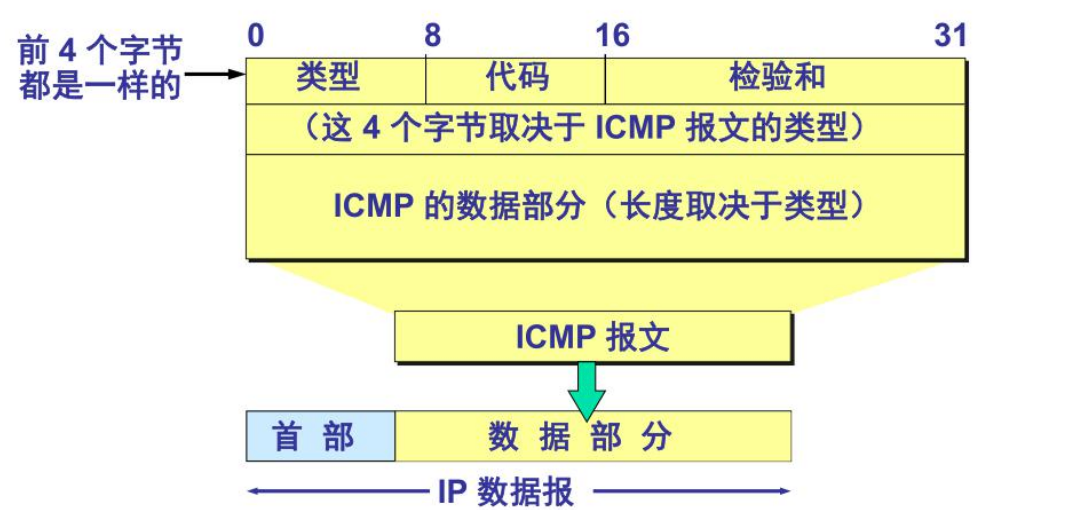 0 8 16 31
前 4 个字节
都是一样的
类型 代码 检验和
（这 4 个字节取决于 ICMP 报文的类型）
ICMP 的数据部分（长度取决于类型）
ICMP 报文
首 部 数 据 部 分
IP 数据报